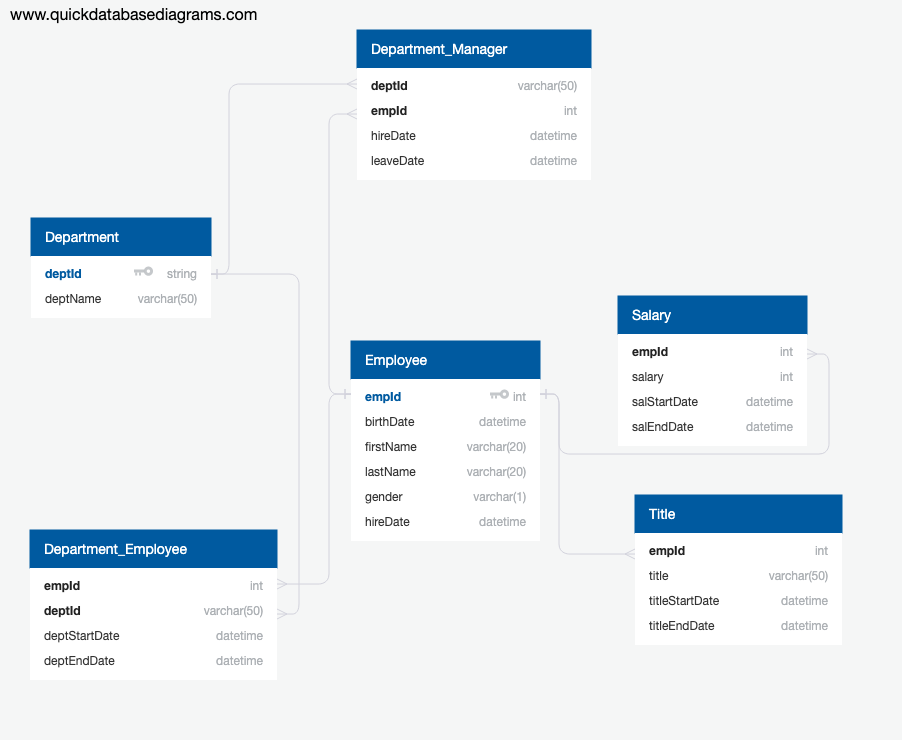 www.quickdatabasediagrams.com
Department_Manager
deptId varchar(50)
empId int
hireDate datetime
leaveDate datetime
Department
deptId string
deptName varchar(50)
Salary
empId int
salary int
salStartDate datetime
salEndDate datetime
Employee
empId int
birthDate datetime
firstName varchar(20)
lastName varchar(20)
gender varchar(1)
hireDate datetime
Title
empId int
title varchar(50)
titleStartDate datetime
titleEndDate datetime
Department_Employee
empId int
deptId varchar(50)
deptStartDate datetime
deptEndDate datetime